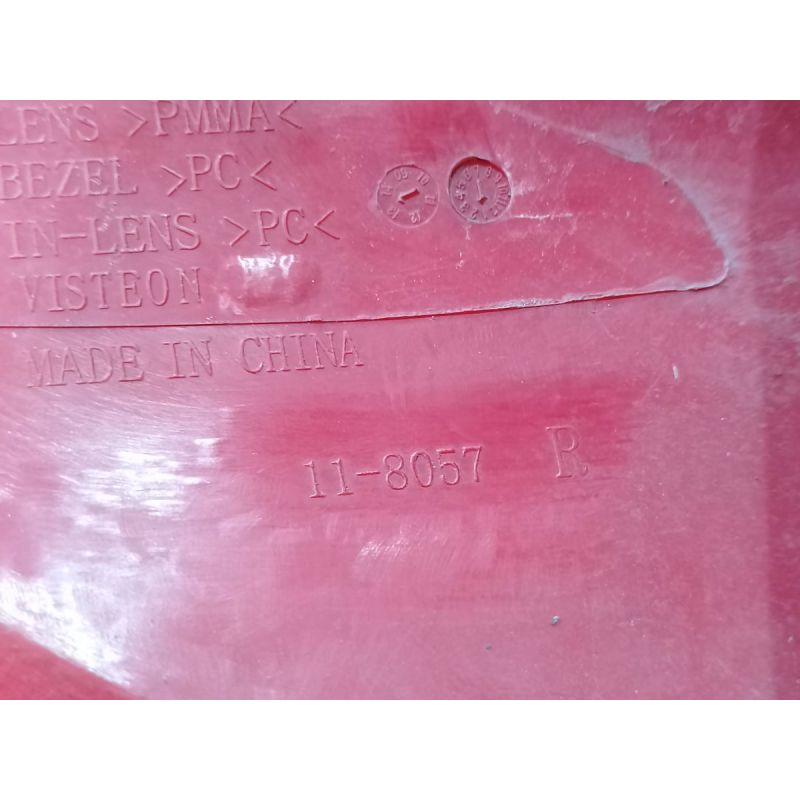 LENS >PMMA<
BEZEL >PC<
IN-LENS >PC<
VISTEON
MADE IN CHINA
11-8057 R